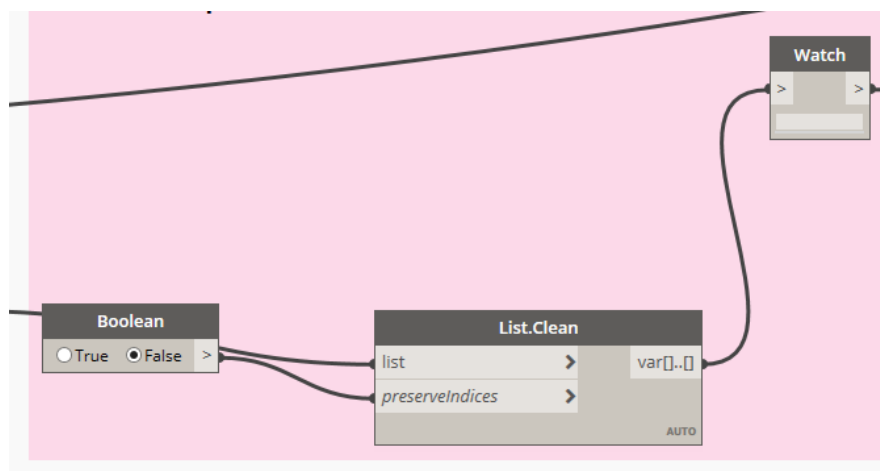 Watch
>
>
Boolean
True
False
>
List.Clean
list
>
var[]..[]
preserveIndices
>
AUTO